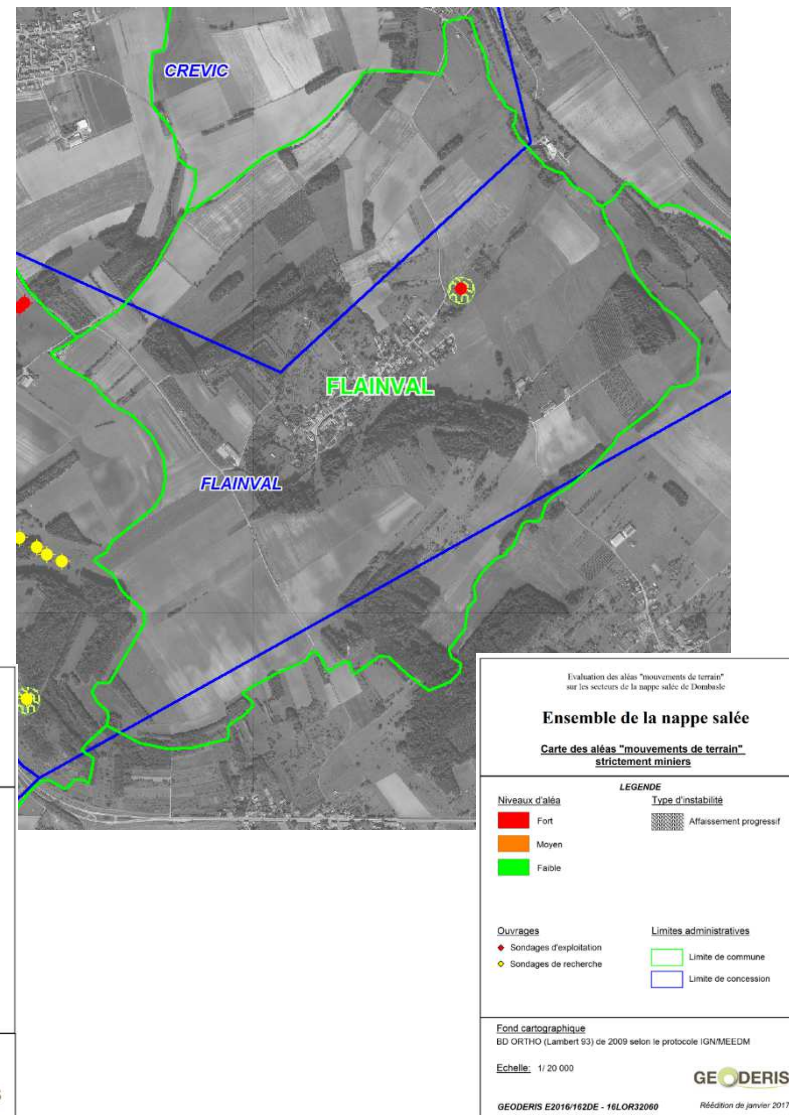 CREVIC
FLAINVAL
FLAINVAL
Evaluation des aléas "mouvements de terrain"
sur les secteurs de la nappe salée de Dombasle
Ensemble de la nappe salée
Carte des aléas "mouvements de terrain"
strictement miniers
LEGENDE
Niveaux d'aléa
Type d'instabilité
Fort
Affaissement progressif
Moyen
Faible
Ouvrages
Limites administratives
Sondages d'exploitation
Limite de commune
Sondages de recherche
Limite de concession
Fond cartographique
BD ORTHO (Lambert 93) de 2009 selon le protocole IGN/MEEDM
Echelle: 1/ 20 000
GEODERIS
GEODERIS E2016/162DE - 16LOR32060
Réédition de janvier 2017